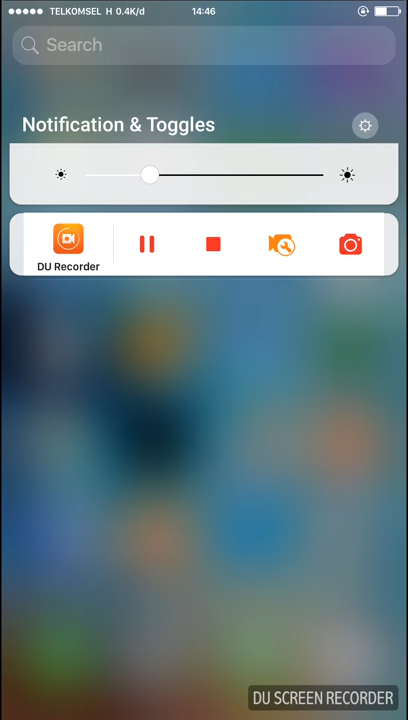 TELKOMSEL H 0.4K/d 14:46
Search
Notification & Toggles
DU Recorder
DU SCREEN RECORDER